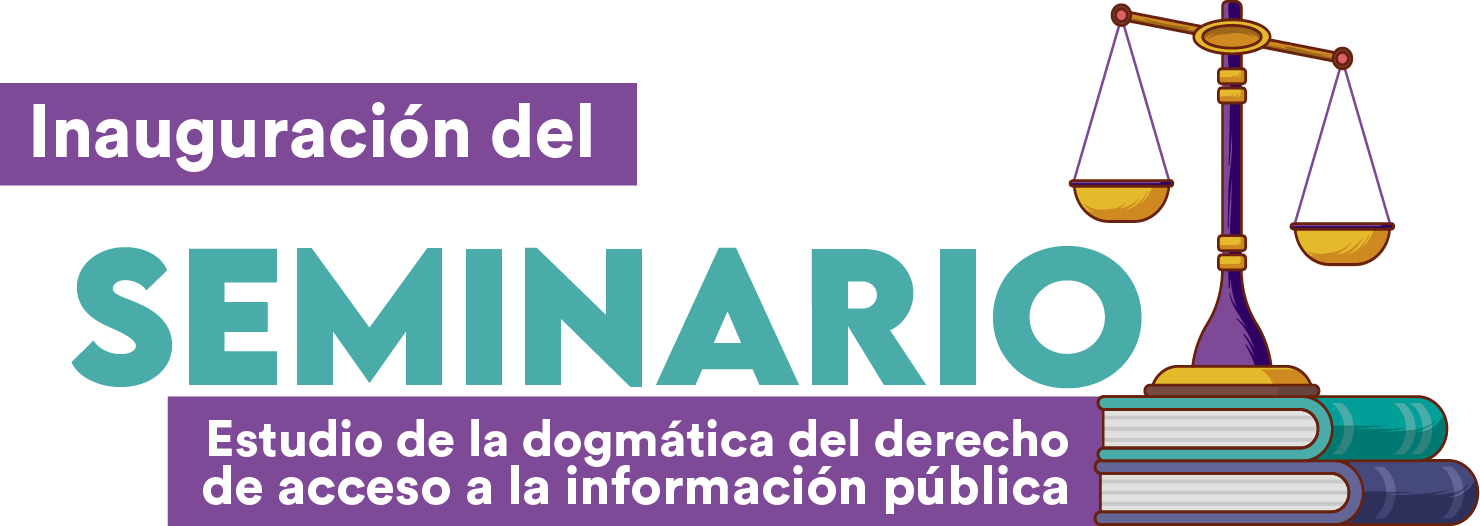 Inauguración del
SEMINARIO
Estudio de la dogmática del derecho
de acceso a la información pública